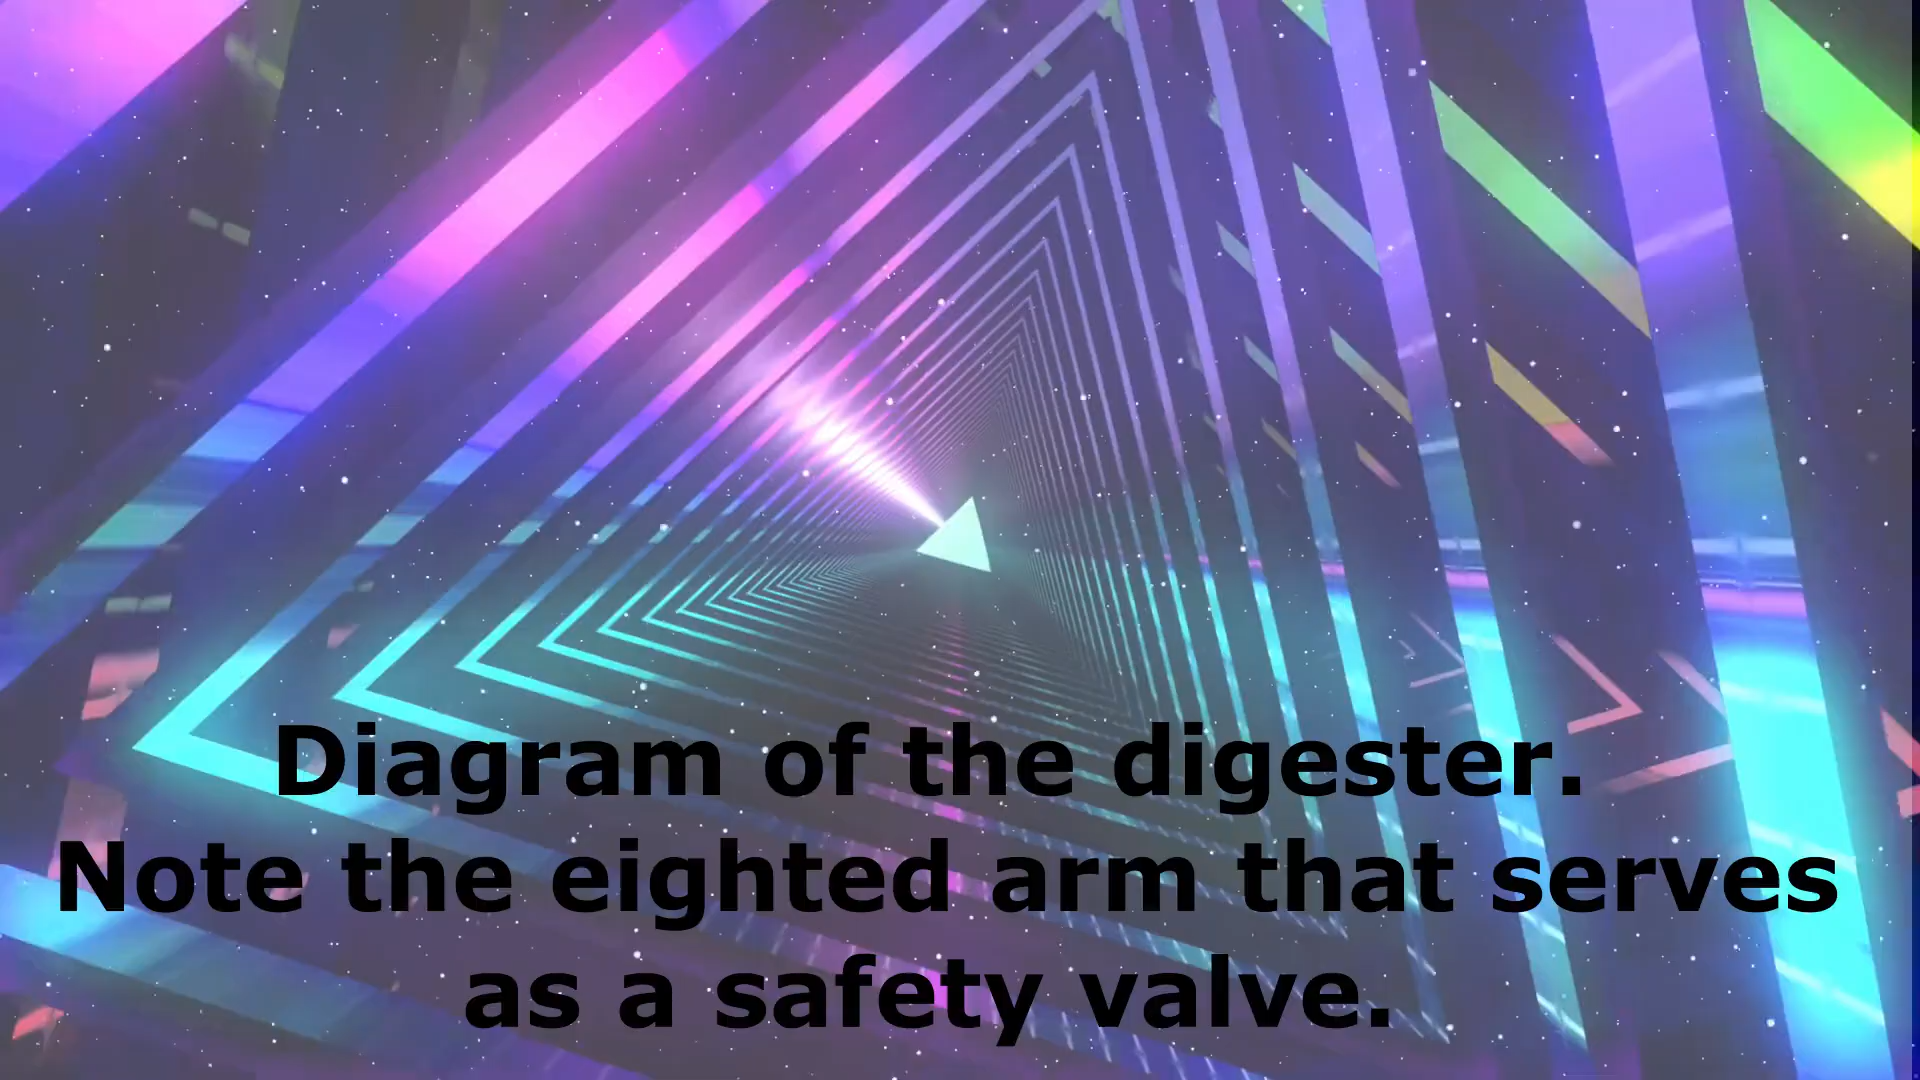 Diagram of the digester.
Note the eighted arm that serves
as a safety valve.